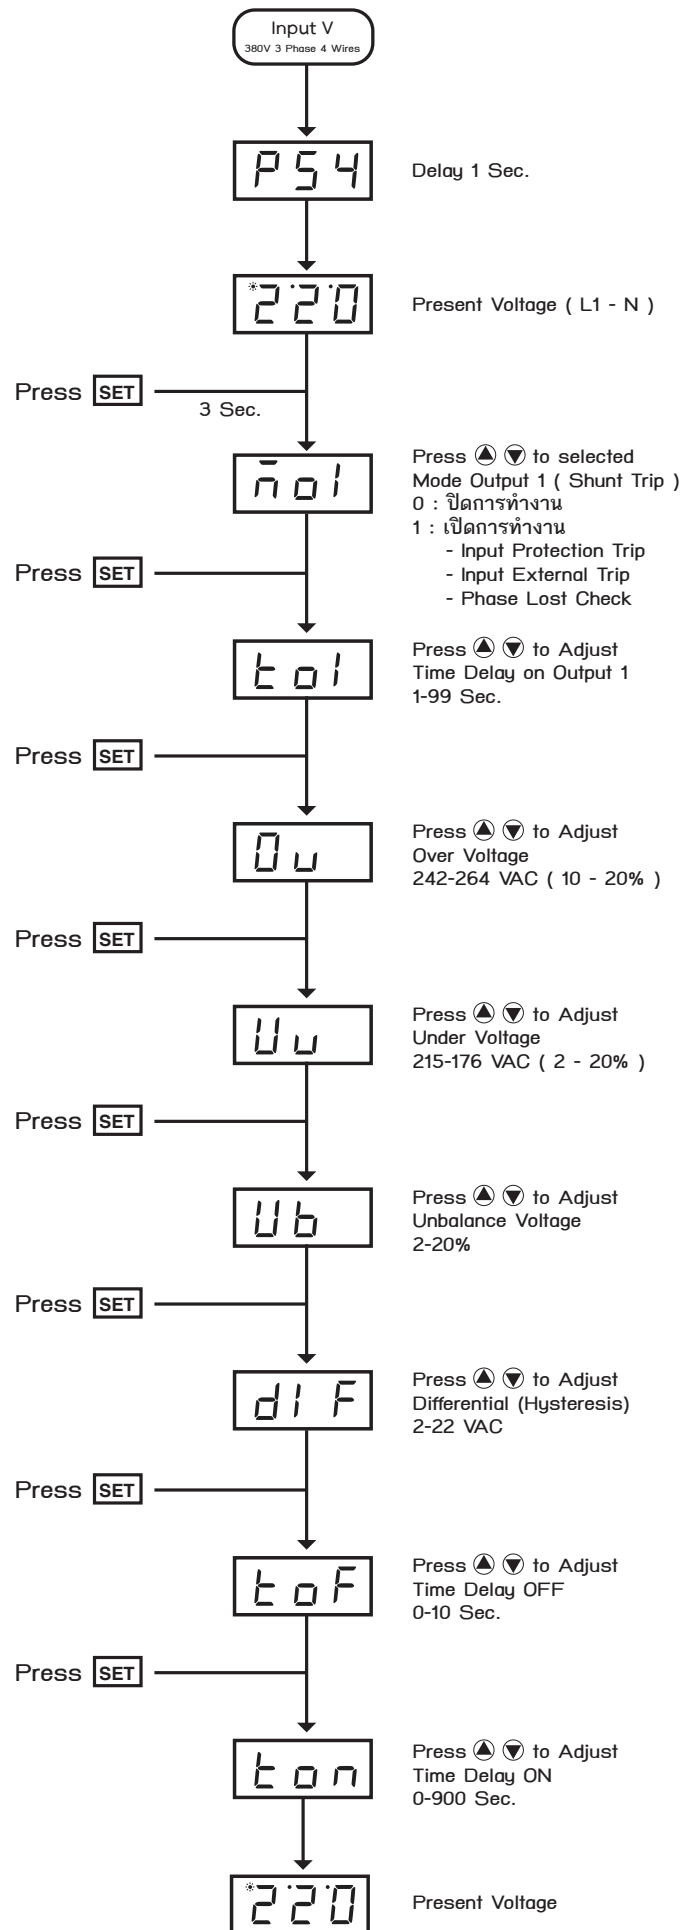 Input V
380V 3 Phase 4 Wires
PS4
Delay 1 Sec.
220
Present Voltage ( L1 - N )
Press SET
3 Sec.
mo1
Press to selected
Mode Output 1 ( Shunt Trip )
0 : ปิดการทำงาน
1 : เปิดการทำงาน
- Input Protection Trip
- Input External Trip
- Phase Lost Check
Press SET
to1
Press to Adjust
Time Delay on Output 1
1-99 Sec.
Press SET
Ou
Press to Adjust
Over Voltage
242-264 VAC ( 10 - 20% )
Press SET
Uu
Press to Adjust
Under Voltage
215-176 VAC ( 2 - 20% )
Press SET
Ub
Press to Adjust
Unbalance Voltage
2-20%
Press SET
dIF
Press to Adjust
Differential (Hysteresis)
2-22 VAC
Press SET
toF
Press to Adjust
Time Delay OFF
0-10 Sec.
Press SET
ton
Press to Adjust
Time Delay ON
0-900 Sec.
220
Present Voltage